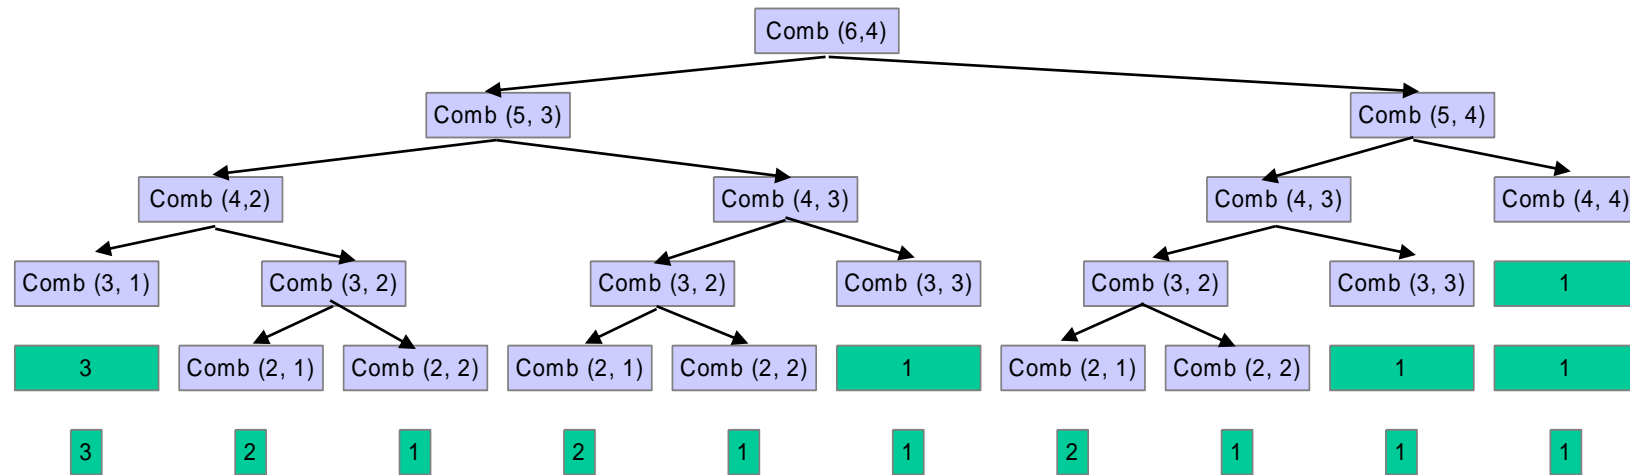 Comb (6,4)
Comb (5, 3) Comb (5, 4)
Comb (4,2) Comb (4, 3) Comb (4, 3) Comb (4, 4)
Comb (3, 1) Comb (3, 2) Comb (3, 2) Comb (3, 3) Comb (3, 2) Comb (3, 3) 1
3 Comb (2, 1) Comb (2, 2) Comb (2, 1) Comb (2, 2) 1 Comb (2, 1) Comb (2, 2) 1 1
3 2 1 2 1 1 2 1 1 1